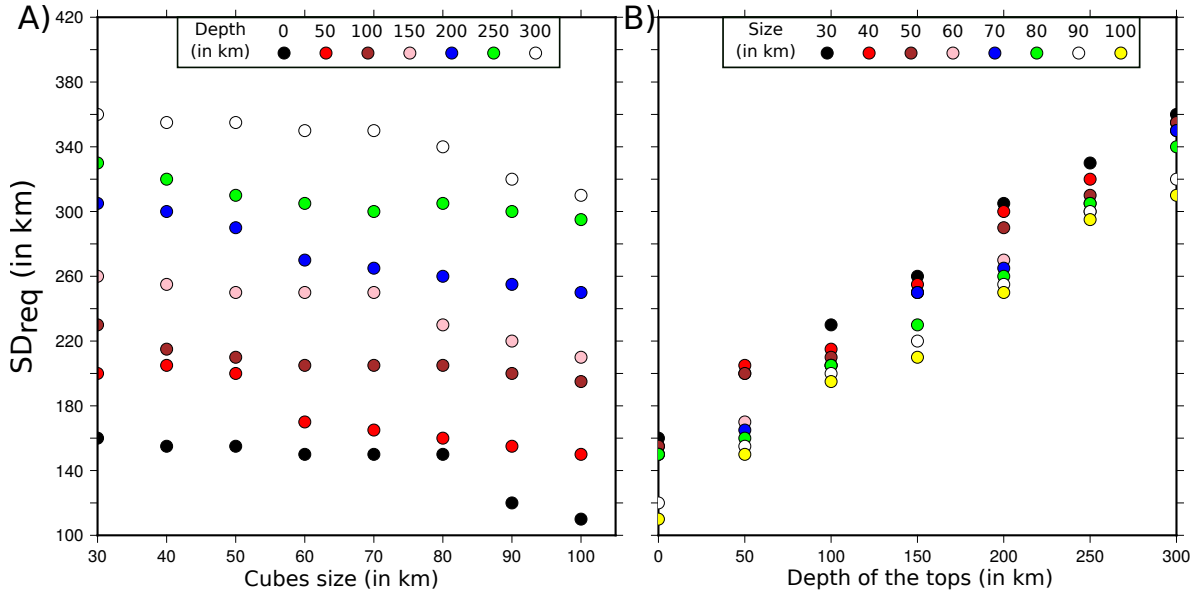 A)
Depth 0 50 100 150 200 250 300
(in km)
420
380
340
300
260
220
180
140
100
SDreq (in km)
30 40 50 60 70 80 90 100
Cubes size (in km)
B)
Size 30 40 50 60 70 80 90 100
(in km)
0 50 100 150 200 250 300
Depth of the tops (in km)